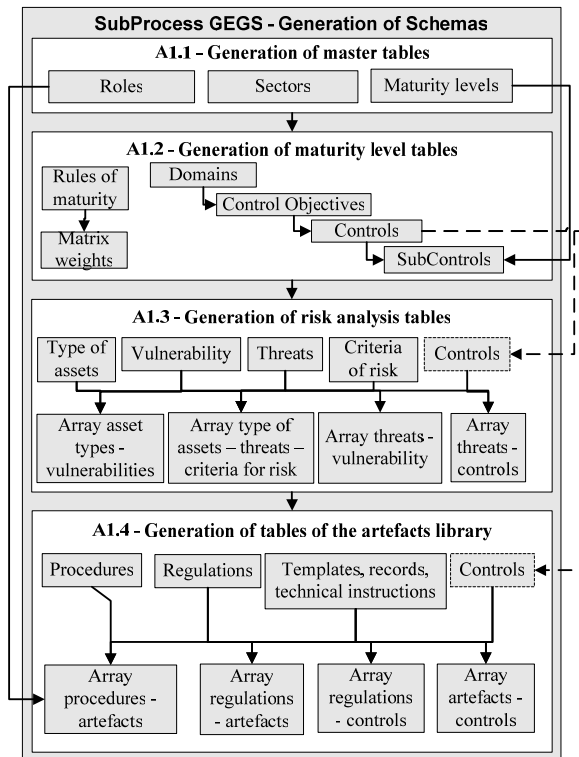 SubProcess GEGS - Generation of Schemas
A1.1 - Generation of master tables
Roles
Sectors
Maturity levels
A1.2 - Generation of maturity level tables
Rules of
maturity
Matrix
weights
Domains
Control Objectives
Controls
SubControls
A1.3 - Generation of risk analysis tables
Type of
assets
Vulnerability
Threats
Criteria
of risk
Controls
Array asset
types -
vulnerabilities
Array type of
assets – threats –
criteria for risk
Array threats -
vulnerability
Array
threats -
controls
A1.4 - Generation of tables of the artefacts library
Procedures
Regulations
Templates, records,
technical instructions
Controls
Array
procedures -
artefacts
Array
regulations
- artefacts
Array
regulations
- controls
Array
artefacts -
controls